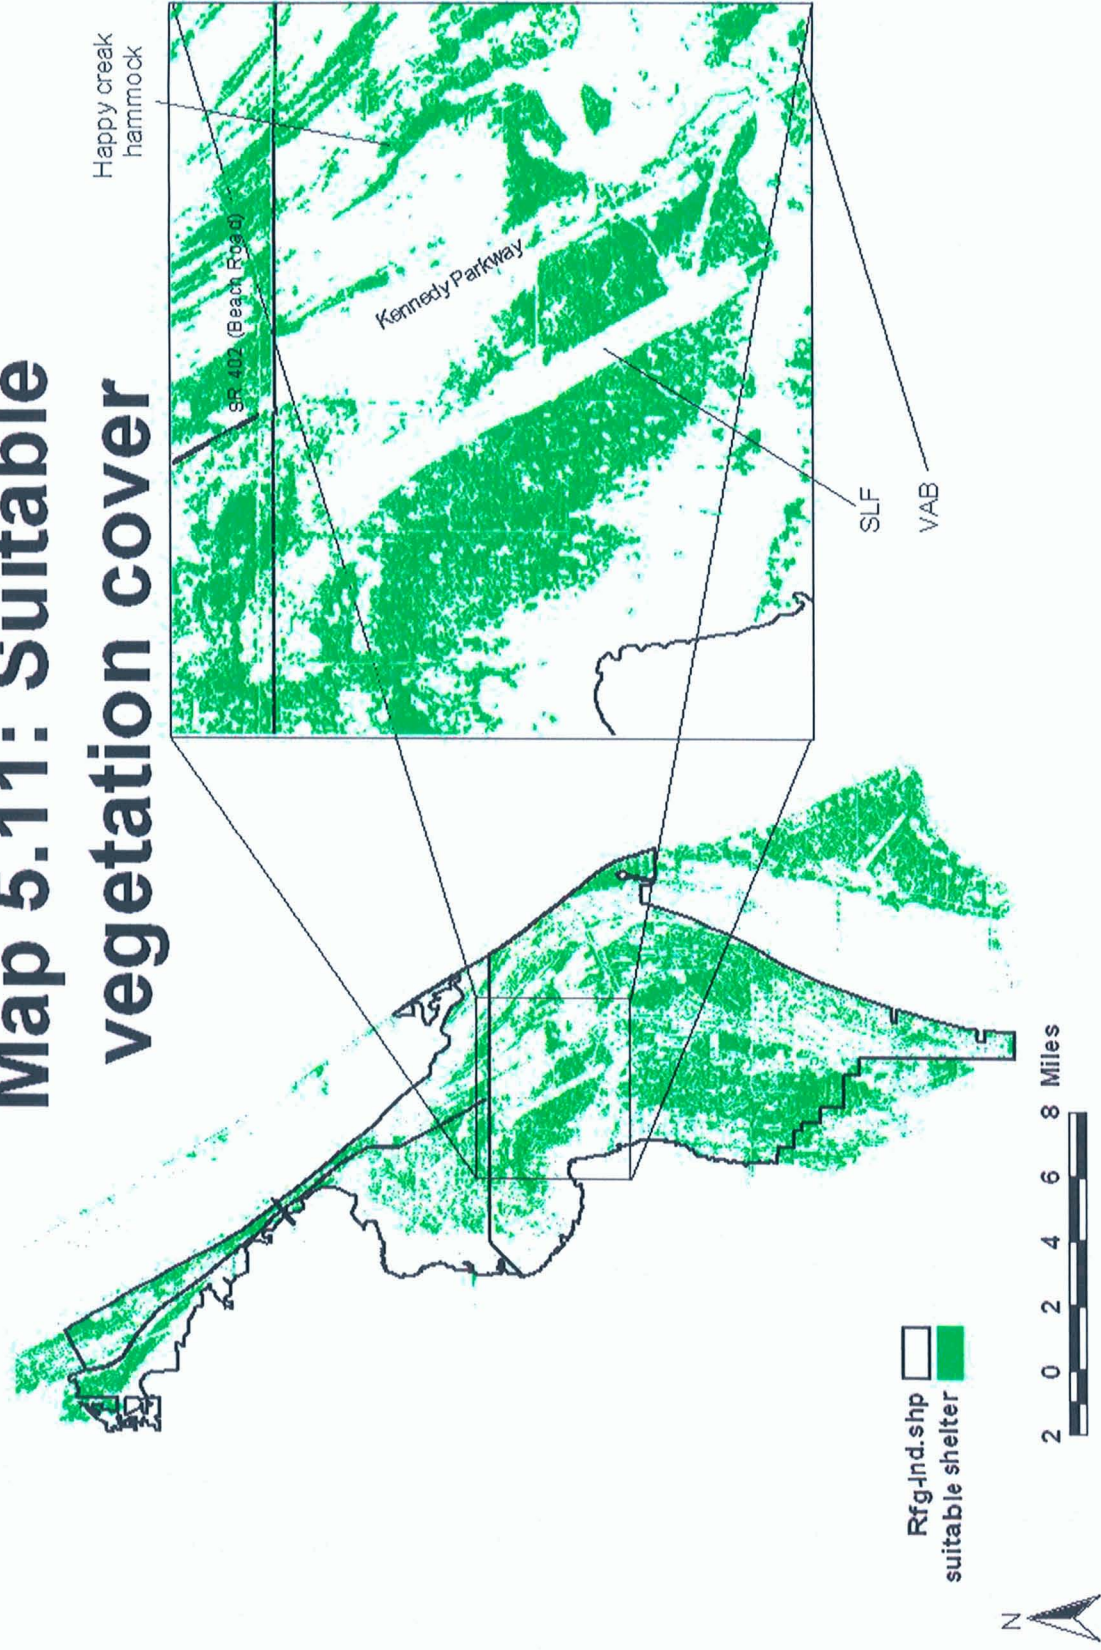 Map 5.11: Suitable
vegetation cover
Happy creak
hammock
SR 402 (Beach Road)
Kennedy Parkway
SLF
VAB
Rfg-lnd.shp
suitable shelter
2 0 2 4 6 8 Miles
N